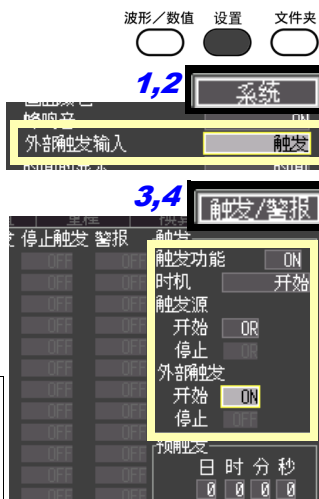 波形／数值 设置 文件夹
1,2 系统
蜂鸣音 ON
外部触发输入 触发
3,4 触发/警报
停止触发 警报 触发
OFF OFF 触发功能 ON
OFF OFF 时机 开始
OFF OFF 触发源
OFF OFF 开始 OR
OFF OFF 停止 OR
OFF OFF 外部触发
OFF OFF 开始 ON
OFF OFF 停止 OFF
OFF OFF 预触发
OFF OFF 日 时 分 秒
OFF OFF 0 0 0 0